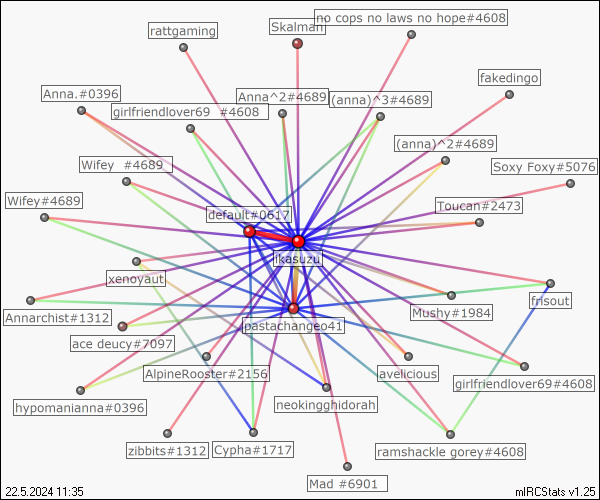 no cops no laws no hope#4608
Skalman
rattgaming
fakedingo
Anna.#0396
Anna^2#4689
(anna)^3#4689
girlfriendlover69 #4608
(anna)^2#4689
Wifey #4689
Soxy Foxy#5076
Wifey#4689
Toucan#2473
default#0617
ikasuzu
xenoyaut
frisout
Annarchist#1312
Mushy#1984
pastachangeo41
ace deucy#7097
AlpineRooster#2156
avelicious
girlfriendlover69#4608
hypomanianna#0396
neokingghidorah
zibbits#1312
Cypha#1717
ramshackle gorey#4608
Mad #6901
22.5.2024 11:35
mIRCStats v1.25